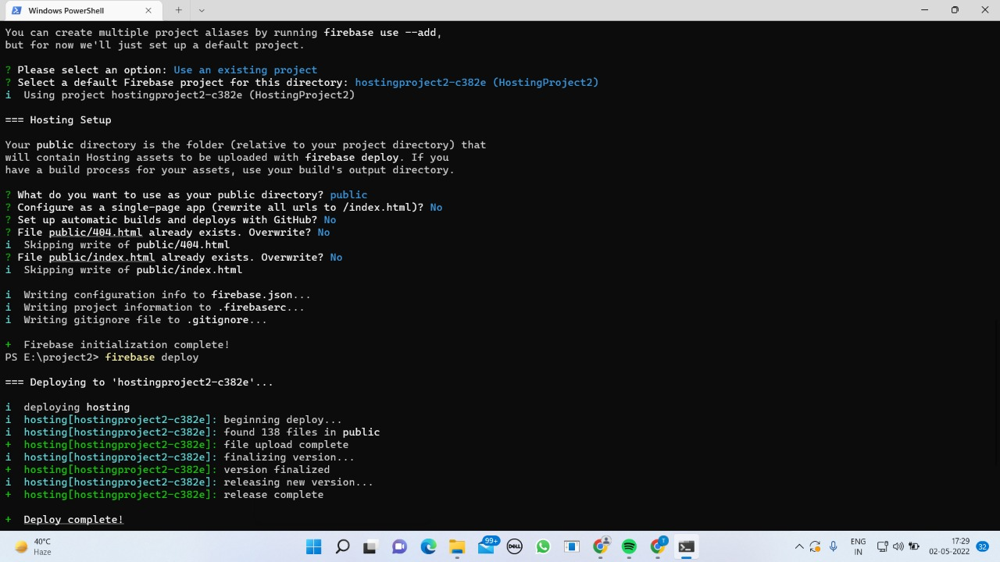 Windows PowerShell
You can create multiple project aliases by running firebase use --add,
but for now we'll just set up a default project.
? Please select an option: Use an existing project
? Select a default Firebase project for this directory: hostingproject2-c382e (HostingProject2)
i  Using project hostingproject2-c382e (HostingProject2)
=== Hosting Setup
Your public directory is the folder (relative to your project directory) that
will contain Hosting assets to be uploaded with firebase deploy. If you
have a build process for your assets, use your build's output directory.
? What do you want to use as your public directory? public
? Configure as a single-page app (rewrite all urls to /index.html)? No
? Set up automatic builds and deploys with GitHub? No
? File public/404.html already exists. Overwrite? No
i  Skipping write of public/404.html
? File public/index.html already exists. Overwrite? No
i  Skipping write of public/index.html
i  Writing configuration info to firebase.json...
i  Writing project information to .firebaserc...
i  Writing gitignore file to .gitignore...
+  Firebase initialization complete!
PS E:\project2> firebase deploy
=== Deploying to 'hostingproject2-c382e'...
i  deploying hosting
i  hosting[hostingproject2-c382e]: beginning deploy...
i  hosting[hostingproject2-c382e]: found 138 files in public
+  hosting[hostingproject2-c382e]: file upload complete
i  hosting[hostingproject2-c382e]: finalizing version...
+  hosting[hostingproject2-c382e]: version finalized
i  hosting[hostingproject2-c382e]: releasing new version...
+  hosting[hostingproject2-c382e]: release complete
+  Deploy complete!
40°C
Haze
99+
DELL
T
ENG
IN
17:29
02-05-2022
32